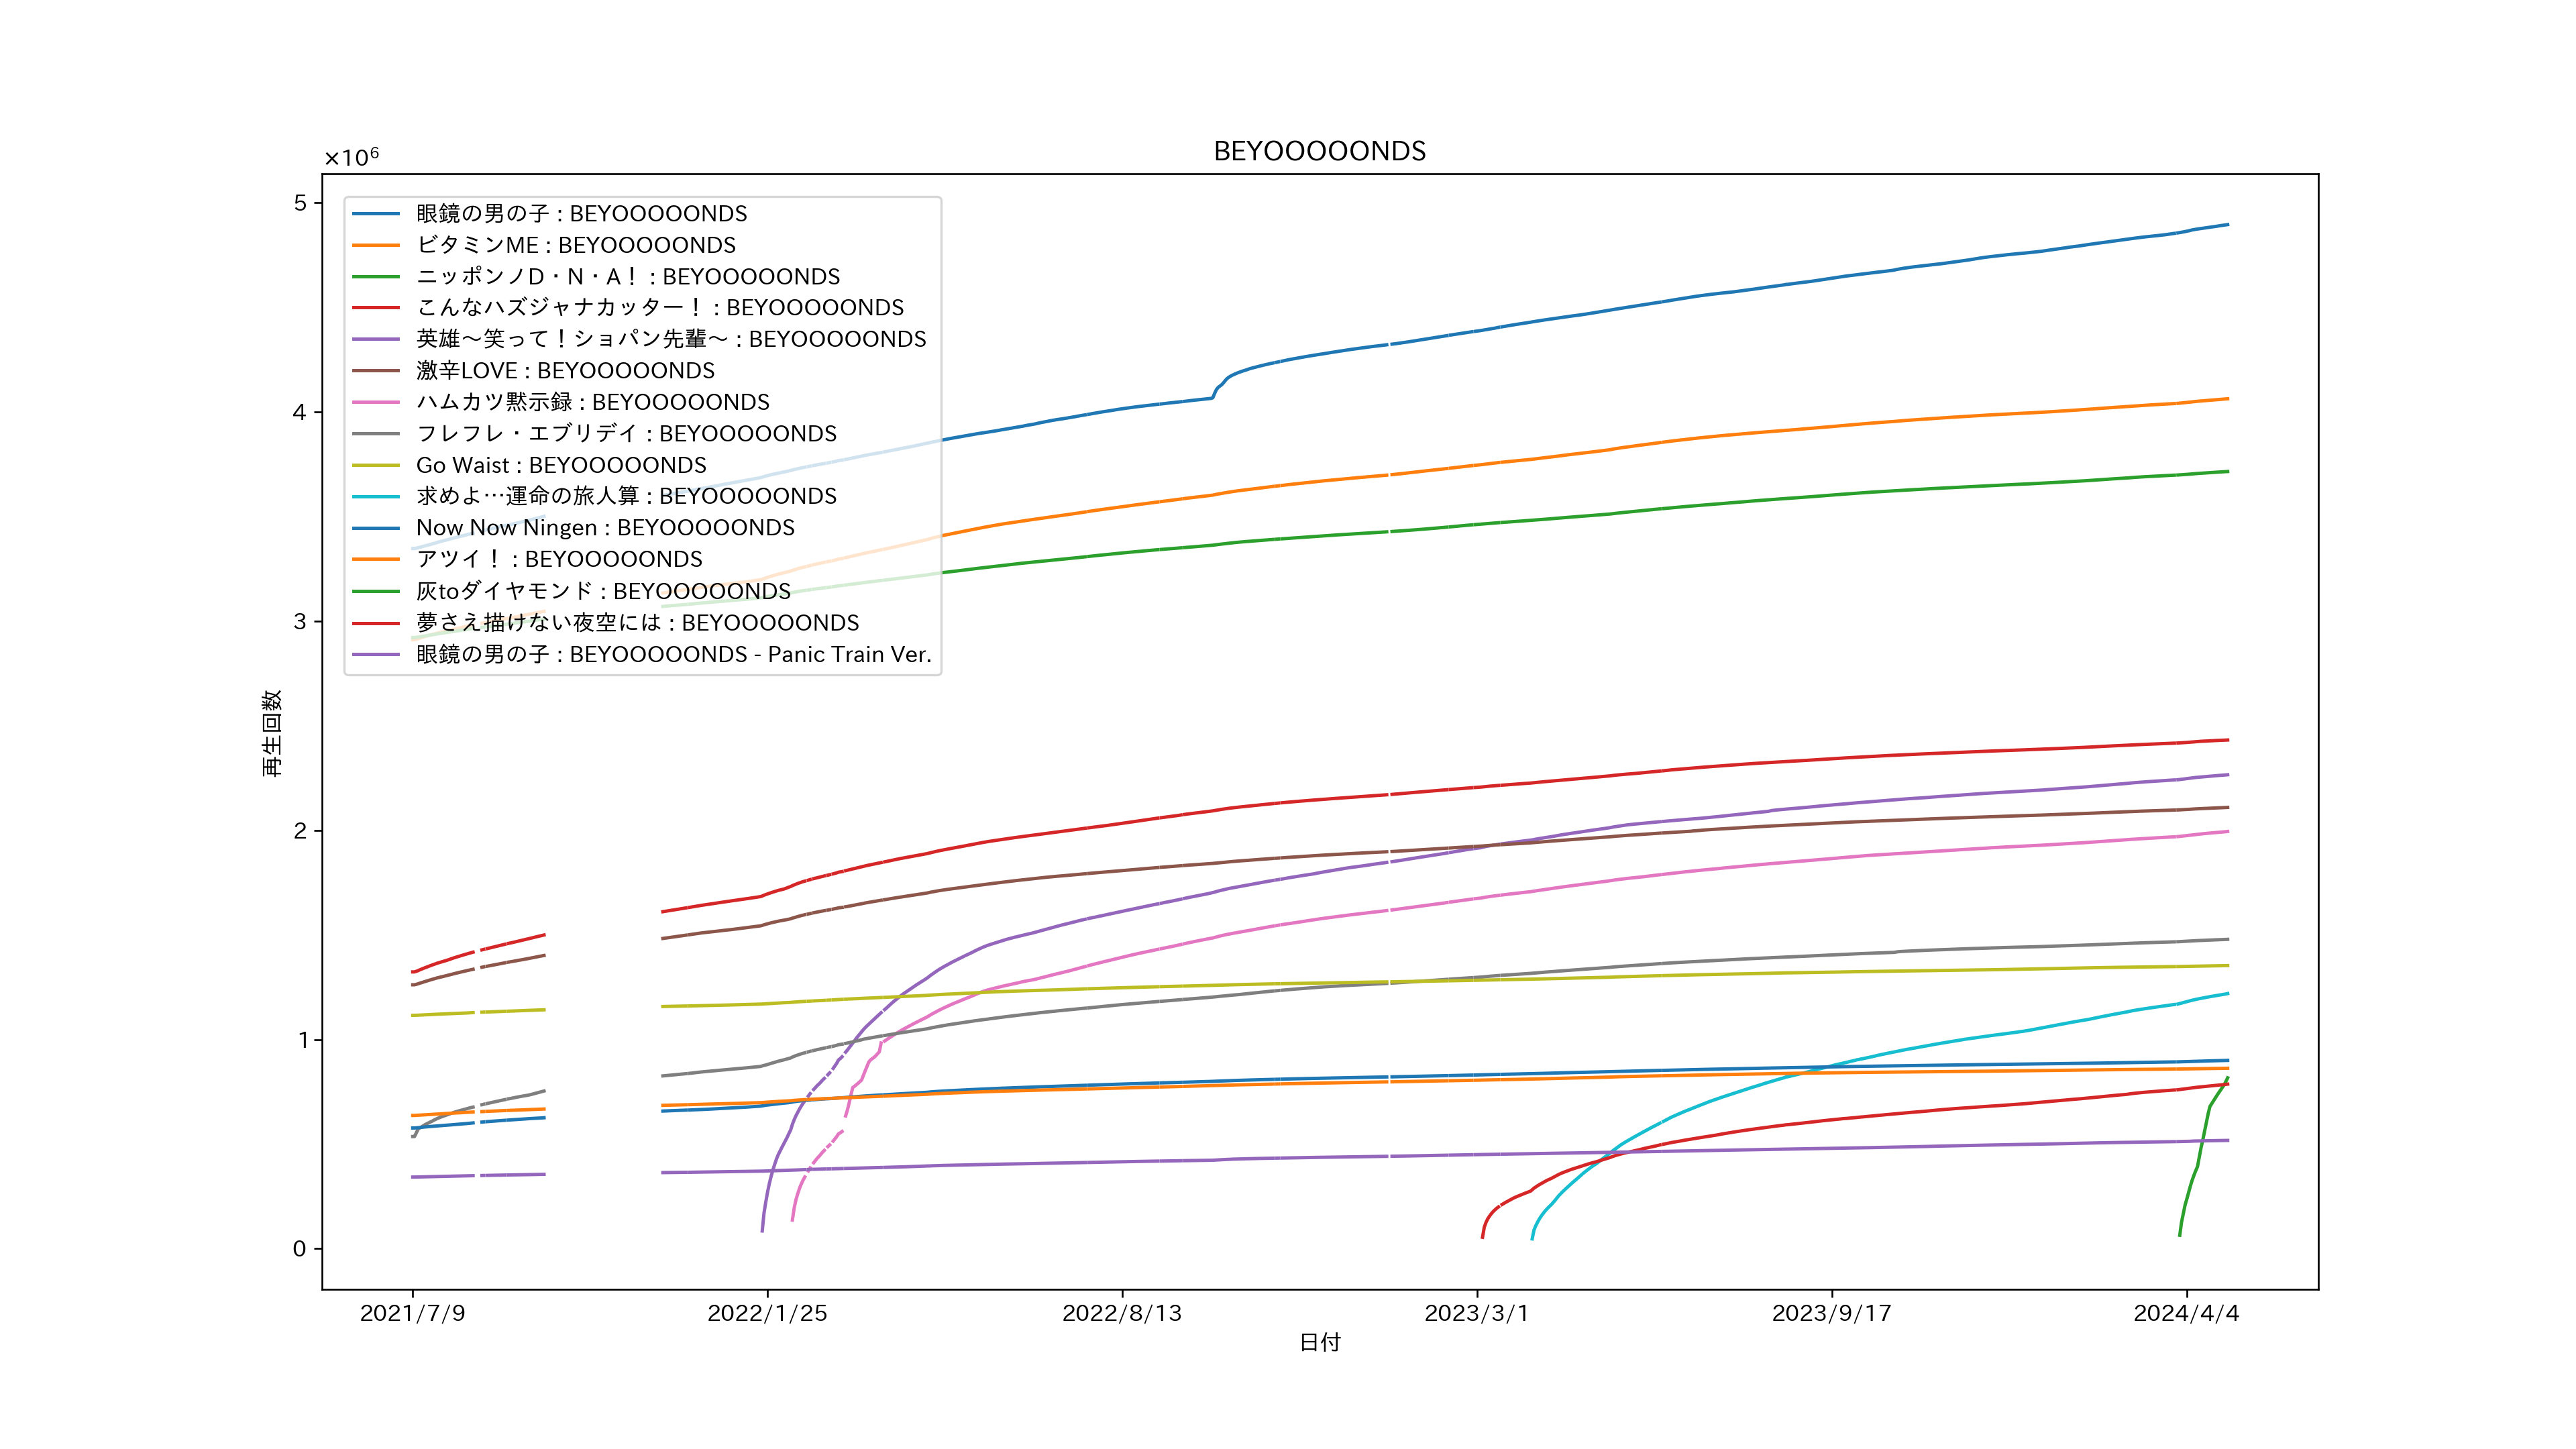 BEYOOOOONDS
×10⁶
5
4
3
2
1
0
再生回数
眼鏡の男の子 : BEYOOOOONDS
ビタミンME : BEYOOOOONDS
ニッポンノD・N・A！ : BEYOOOOONDS
こんなハズジャナカッター！ : BEYOOOOONDS
英雄～笑って！ショパン先輩～ : BEYOOOOONDS
激辛LOVE : BEYOOOOONDS
ハムカツ黙示録 : BEYOOOOONDS
フレフレ・エブリデイ : BEYOOOOONDS
Go Waist : BEYOOOOONDS
求めよ…運命の旅人算 : BEYOOOOONDS
Now Now Ningen : BEYOOOOONDS
アツイ！ : BEYOOOOONDS
灰toダイヤモンド : BEYOOOOONDS
夢さえ描けない夜空には : BEYOOOOONDS
眼鏡の男の子 : BEYOOOOONDS - Panic Train Ver.
2021/7/9
2022/1/25
2022/8/13
2023/3/1
2023/9/17
2024/4/4
日付